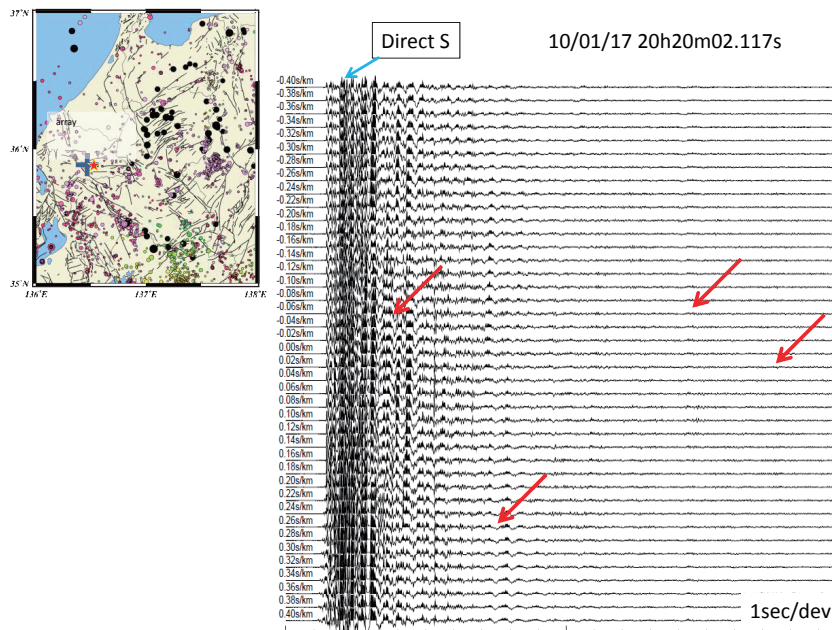 37°N
36°N
35°N
136°E
137°E
138°E
array
Direct S
10/01/17 20h20m02.117s
-0.40s/km
-0.38s/km
-0.36s/km
-0.34s/km
-0.32s/km
-0.30s/km
-0.28s/km
-0.26s/km
-0.24s/km
-0.22s/km
-0.20s/km
-0.18s/km
-0.16s/km
-0.14s/km
-0.12s/km
-0.10s/km
-0.08s/km
-0.06s/km
-0.04s/km
-0.02s/km
0.00s/km
0.02s/km
0.04s/km
0.06s/km
0.08s/km
0.10s/km
0.12s/km
0.14s/km
0.16s/km
0.18s/km
0.20s/km
0.22s/km
0.24s/km
0.26s/km
0.28s/km
0.30s/km
0.32s/km
0.34s/km
0.36s/km
0.38s/km
0.40s/km
1sec/dev